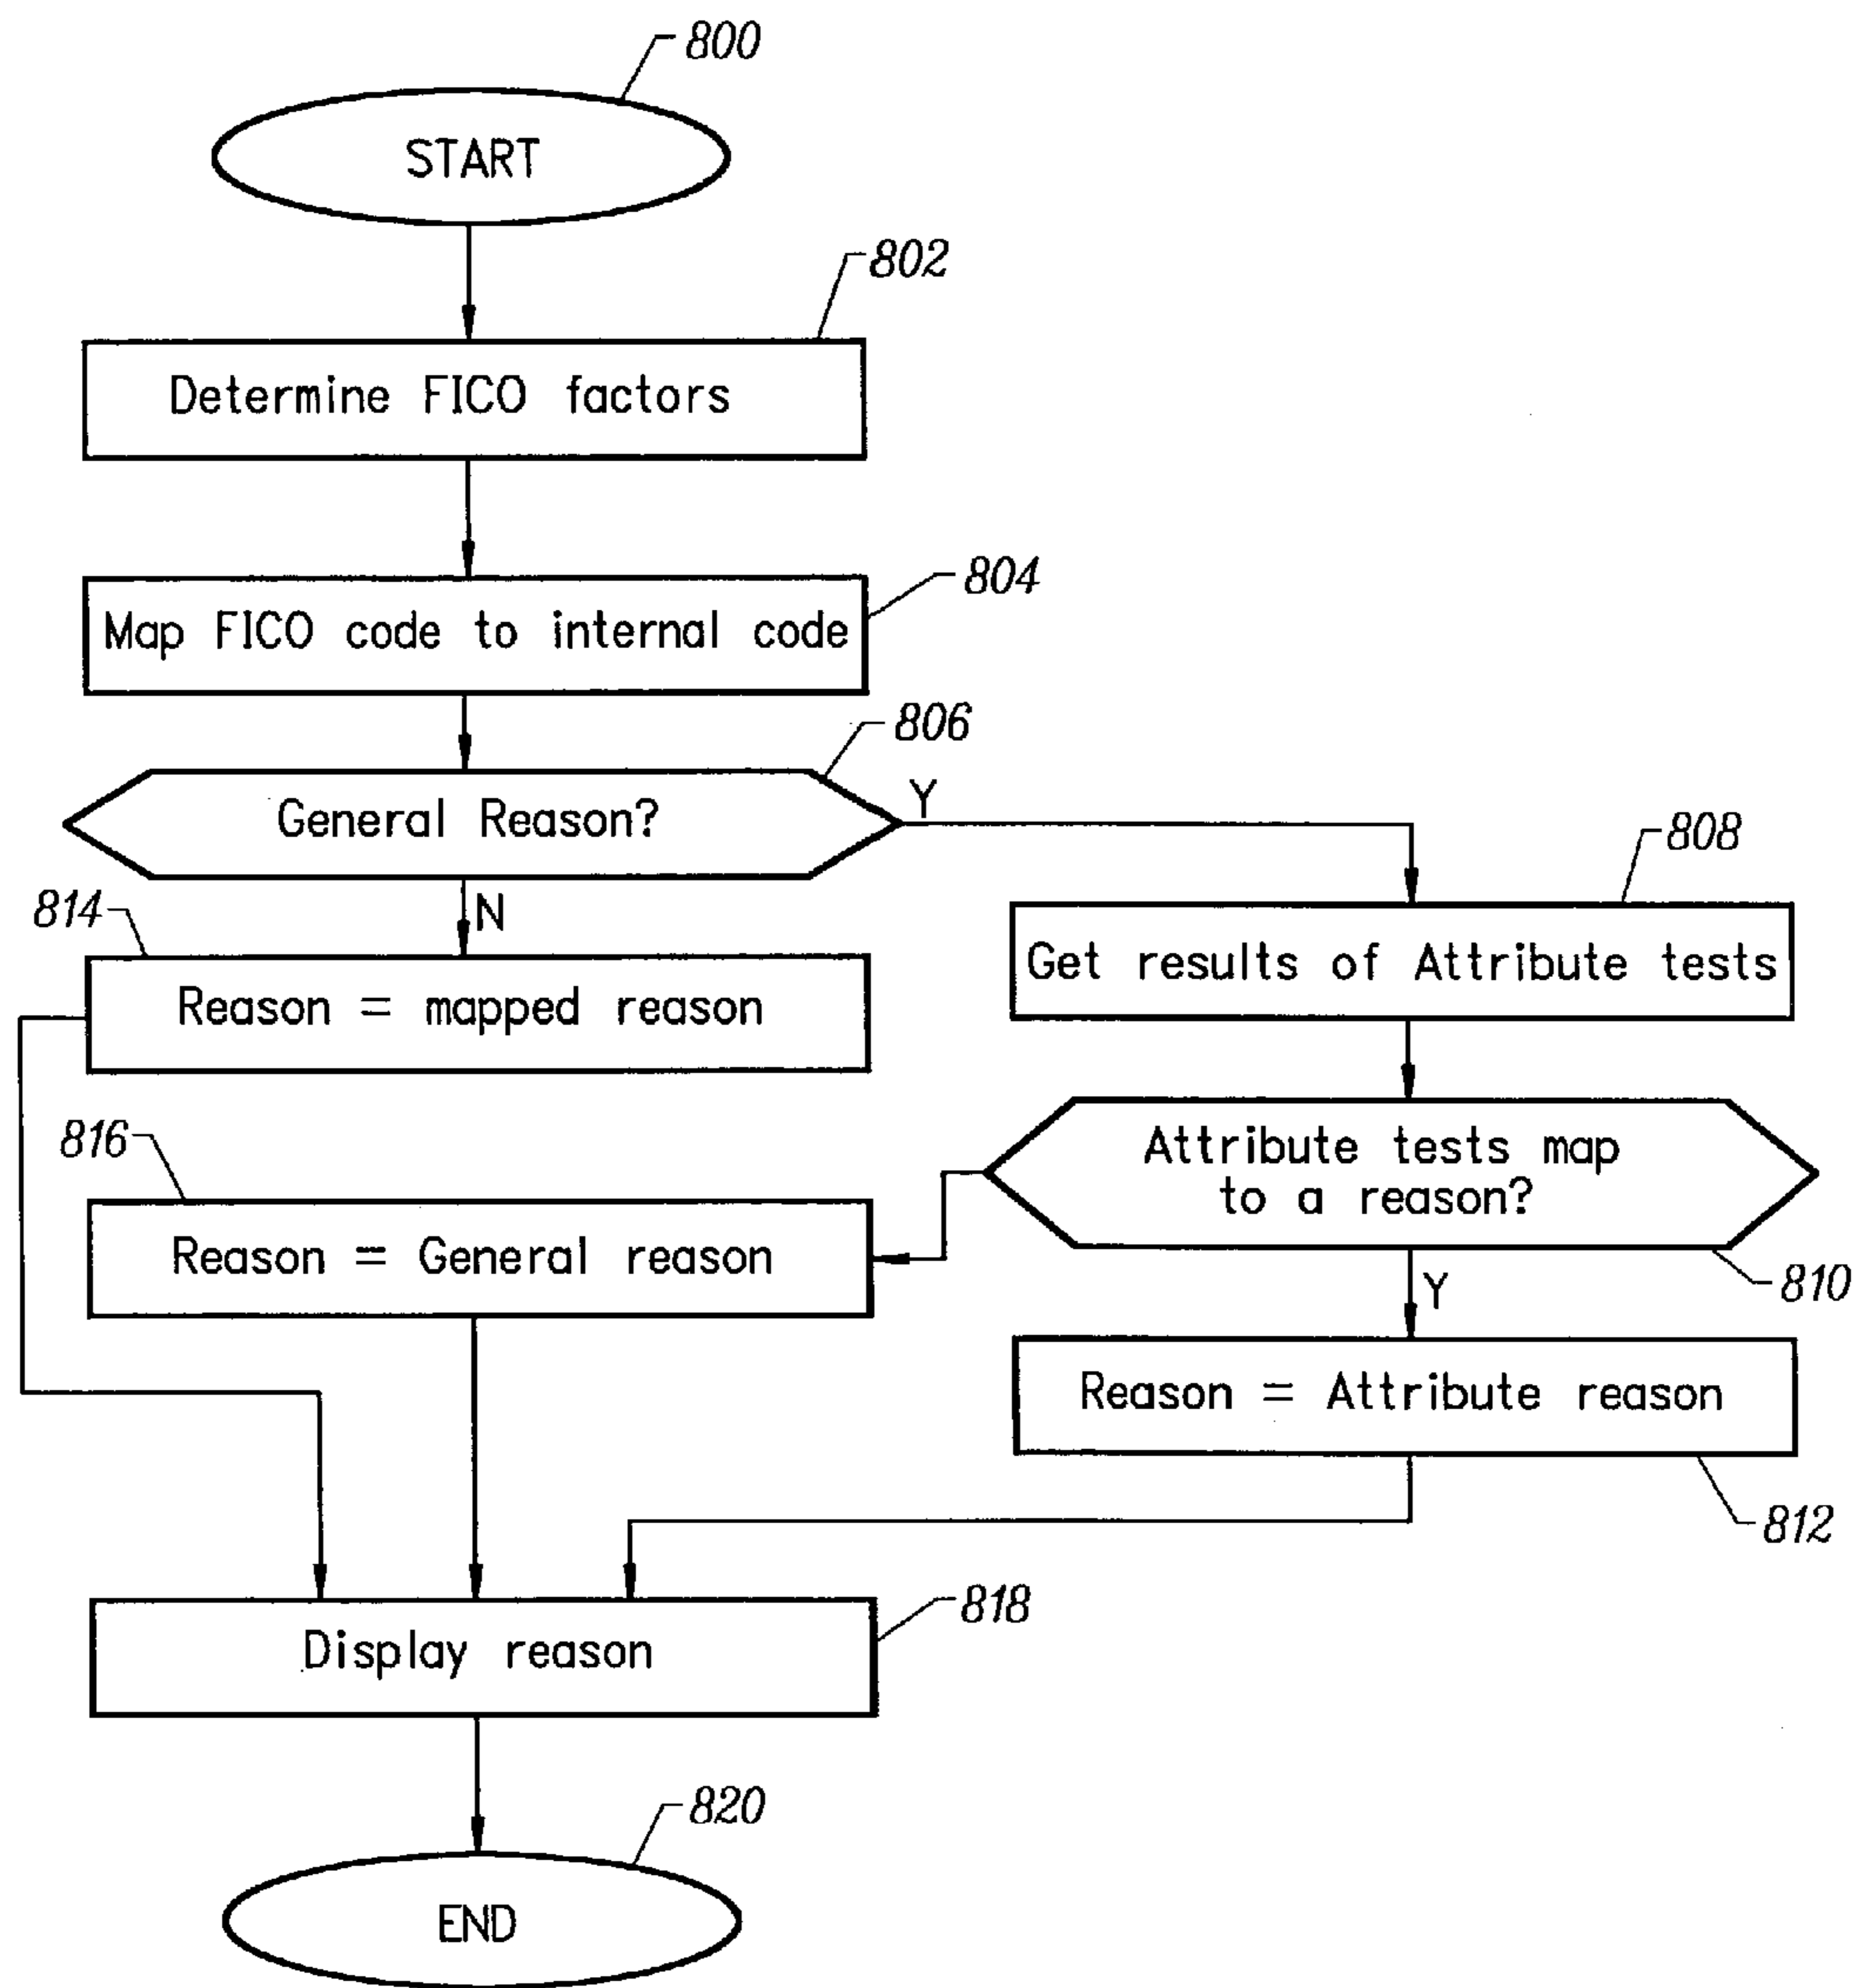 800
START
802
Determine FICO factors
804
Map FICO code to internal code
806
General Reason?
Y
N
808
Get results of Attribute tests
814
Reason = mapped reason
810
Attribute tests map
to a reason?
Y
816
Reason = General reason
812
Reason = Attribute reason
818
Display reason
820
END